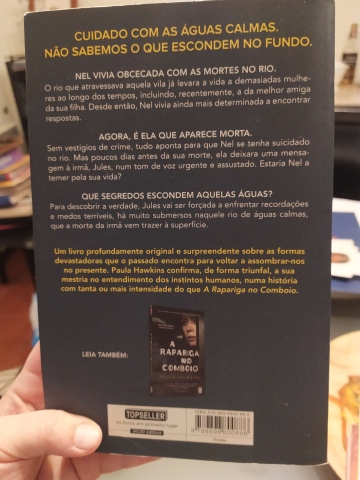 CUIDADO COM AS ÁGUAS CALMAS.
NÃO SABEMOS O QUE ESCONDEM NO FUNDO.
NEL VIVIA OBCECADA COM AS MORTES NO RIO.
O rio que atravessava aquela vila já levara a vida a demasiadas mulhe-
res ao longo dos tempos, incluindo, recentemente, a da melhor amiga
da sua filha. Desde então, Nel vivia ainda mais determinada a encontrar
respostas.
AGORA, É ELA QUE APARECE MORTA.
Sem vestígios de crime, tudo aponta para que Nel se tenha suicidado
no rio. Mas poucos dias antes da sua morte, ela deixara uma mensa-
gem à irmã, Jules, num tom de voz urgente e assustado. Estaria Nel a
temer pela sua vida?
QUE SEGREDOS ESCONDEM AQUELAS ÁGUAS?
Para descobrir a verdade, Jules vai ser forçada a enfrentar recordações
e medos terríveis, há muito submersos naquele rio de águas calmas,
que a morte da irmã vem trazer à superfície.
Um livro profundamente original e surpreendente sobre as formas
devastadoras que o passado encontra para voltar a assombrar-nos
no presente. Paula Hawkins confirma, de forma triunfal, a sua
mestria no entendimento dos instintos humanos, numa história
com tanta ou mais intensidade do que A Rapariga no Comboio.
LEIA TAMBÉM:
A
RAPARIGA
NO
COMBOIO
TOPSELLER
os livros em primeiro lugar